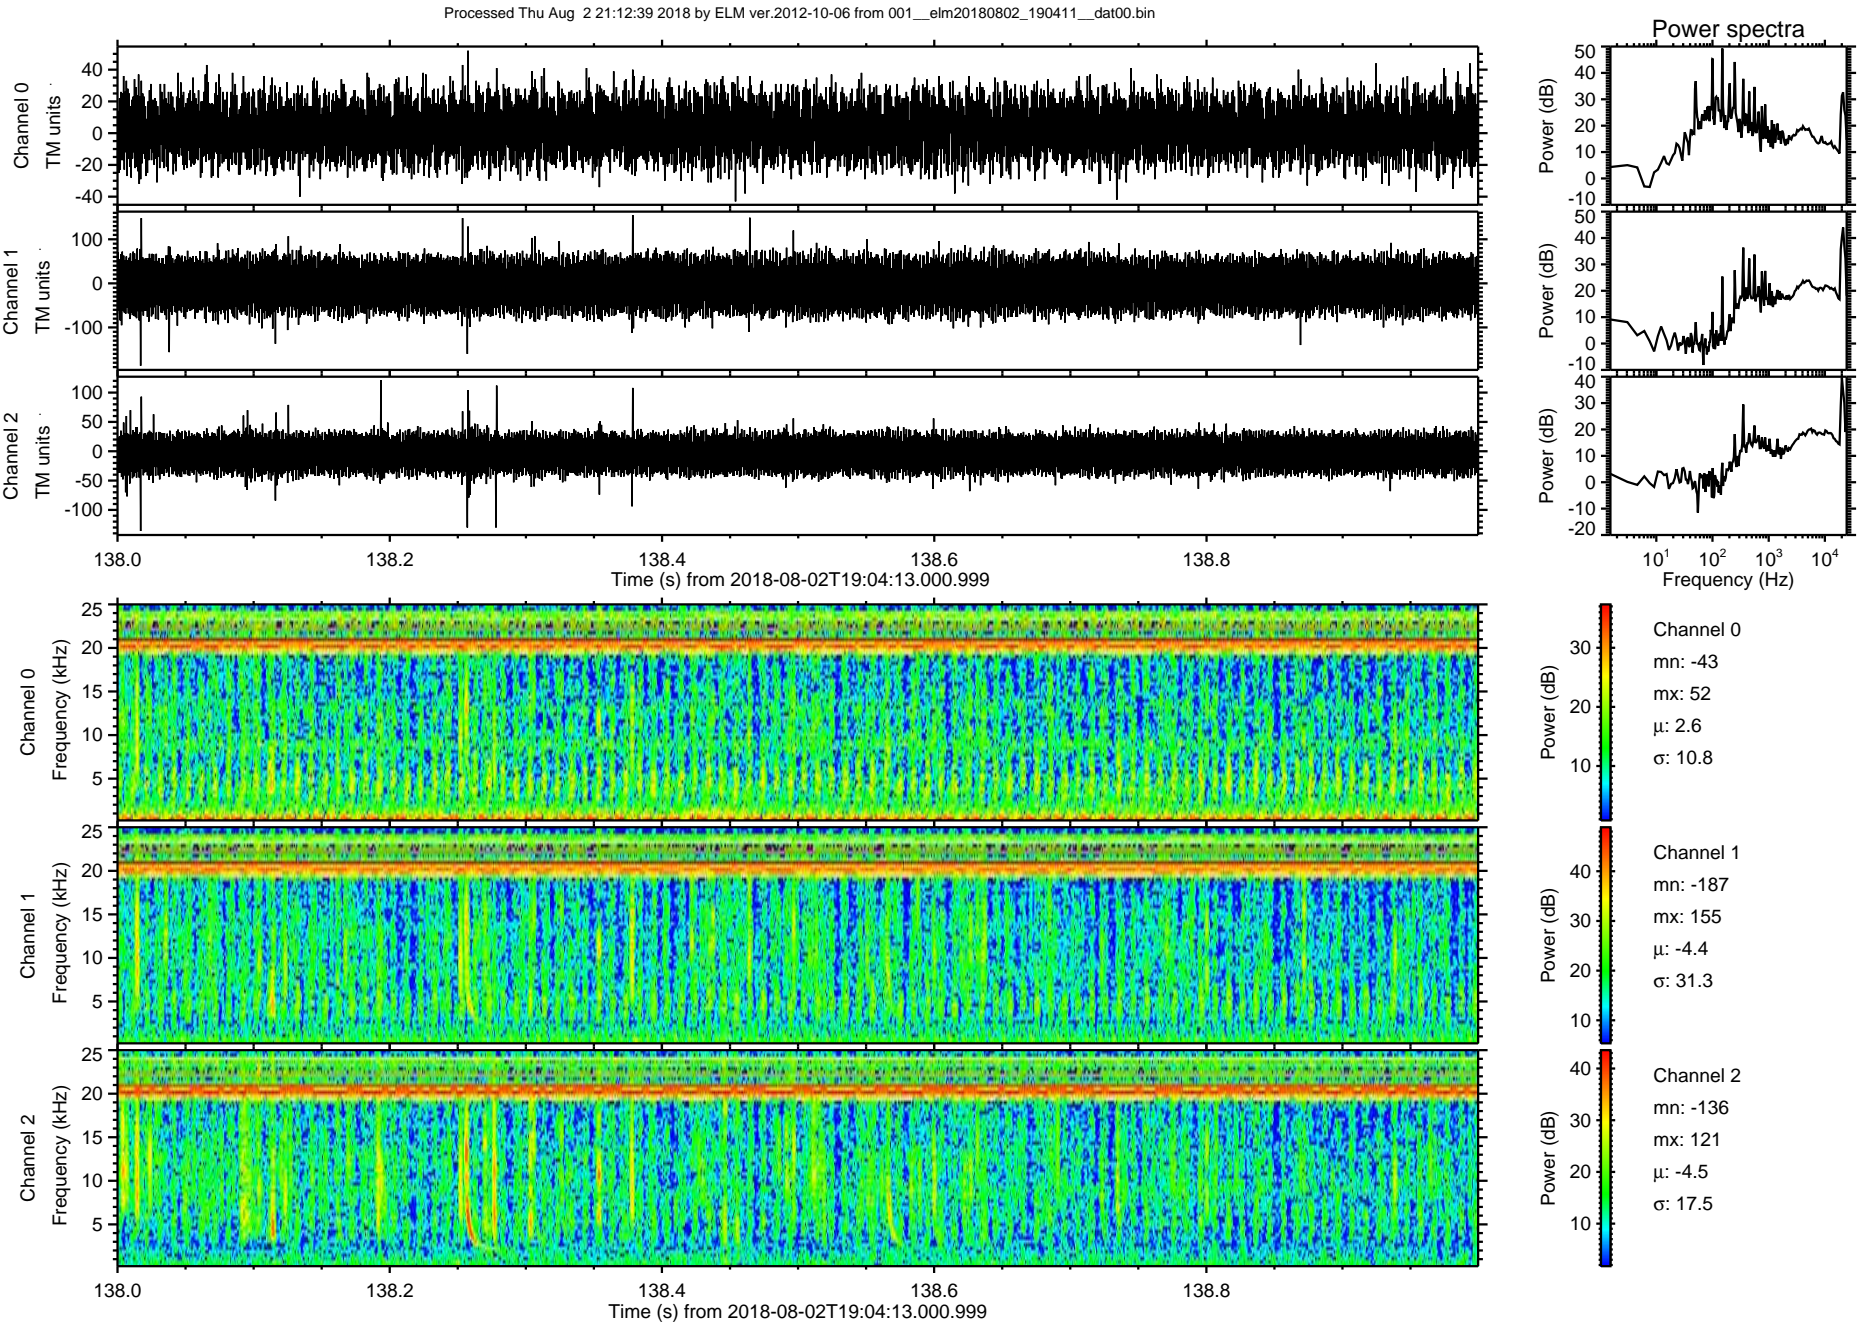 Processed Thu Aug  2 21:12:39 2018 by ELM ver.2012-10-06 from 001__elm20180802_190411__dat00.bin
Power spectra
Channel 0
TM units
40
20
0
-20
-40
Power (dB)
50
40
30
20
10
0
-10
Channel 1
TM units
100
0
-100
Power (dB)
50
40
30
20
10
0
-10
Channel 2
TM units
100
50
0
-50
-100
Power (dB)
40
30
20
10
0
-10
-20
138.0 138.2 138.4 138.6 138.8
Time (s) from 2018-08-02T19:04:13.000.999
10^1 10^2 10^3 10^4
Frequency (Hz)
Channel 0
Frequency (kHz)
25
20
15
10
5
Power (dB)
30
20
10
Channel 0
mn: -43
mx: 52
μ: 2.6
σ: 10.8
Channel 1
Frequency (kHz)
25
20
15
10
5
Power (dB)
40
30
20
10
Channel 1
mn: -187
mx: 155
μ: -4.4
σ: 31.3
Channel 2
Frequency (kHz)
25
20
15
10
5
Power (dB)
40
30
20
10
Channel 2
mn: -136
mx: 121
μ: -4.5
σ: 17.5
138.0 138.2 138.4 138.6 138.8
Time (s) from 2018-08-02T19:04:13.000.999